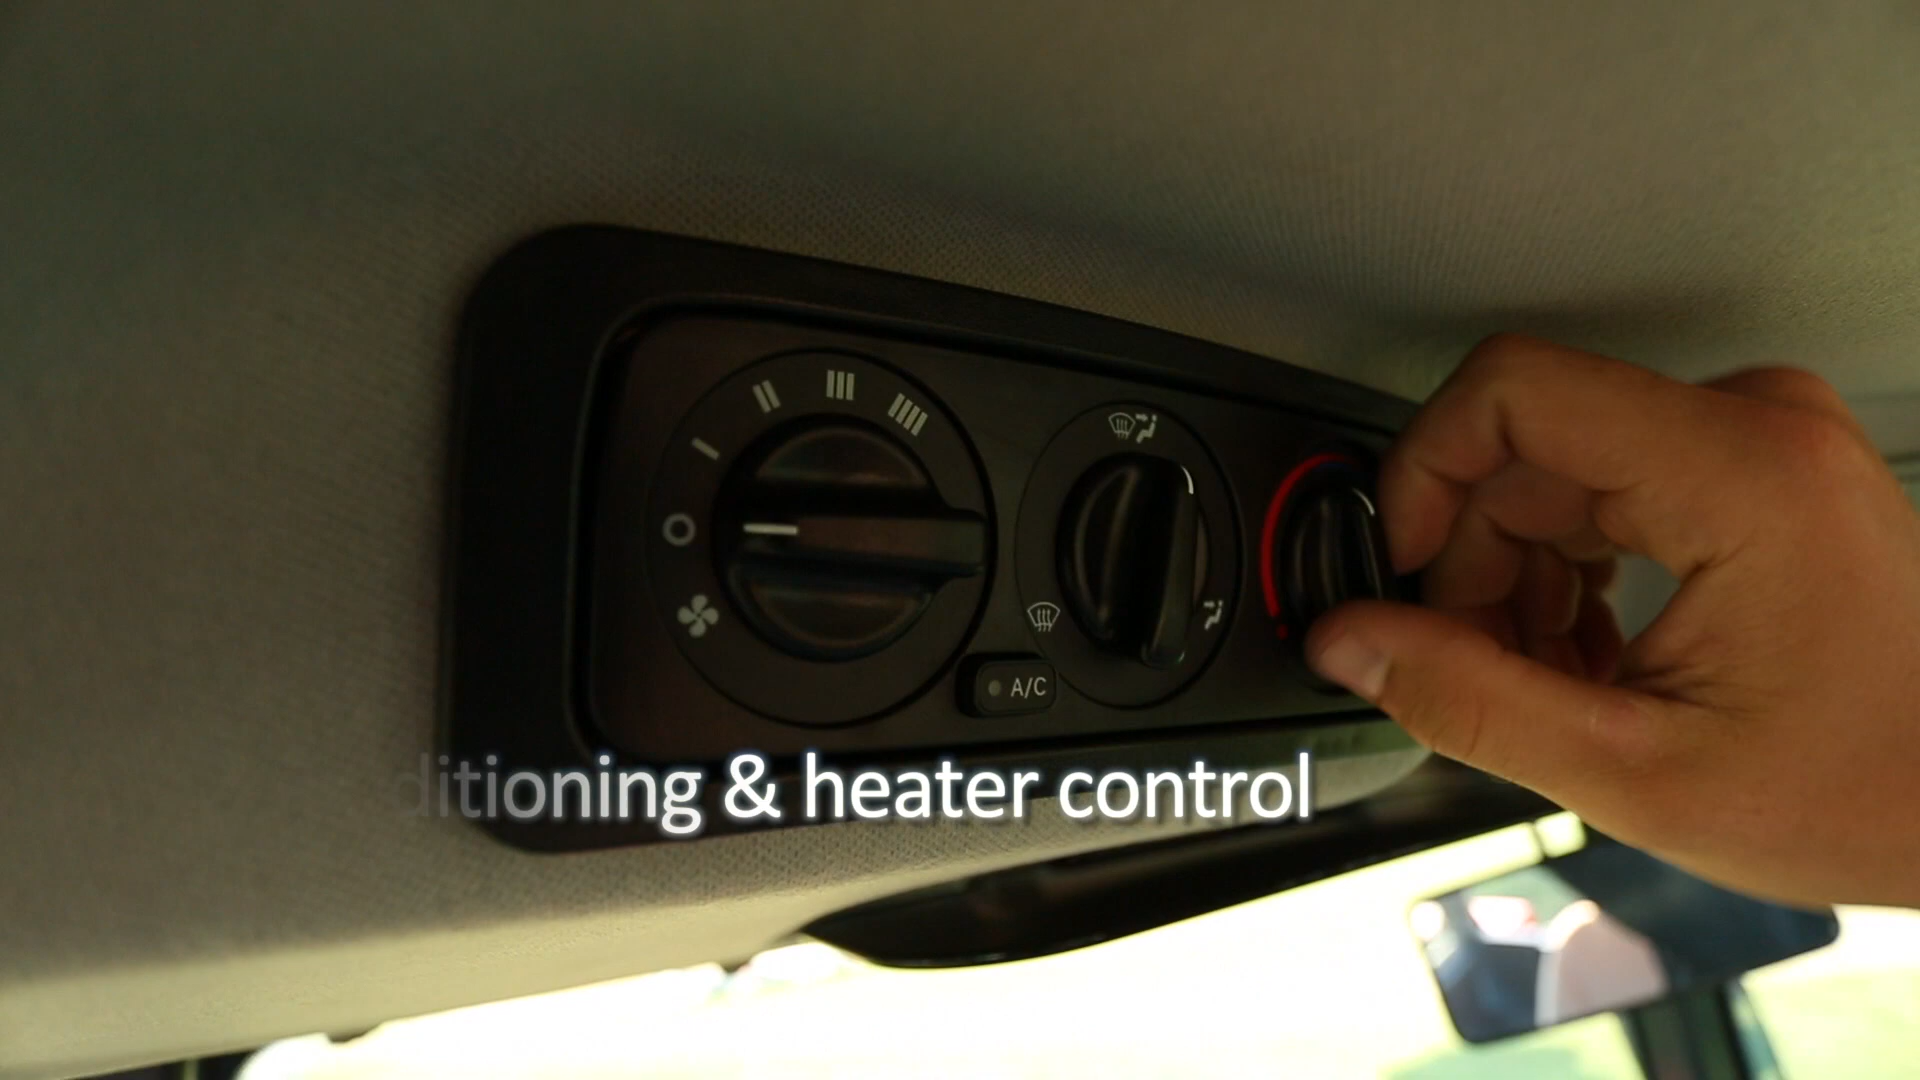 A/C
ditioning & heater control